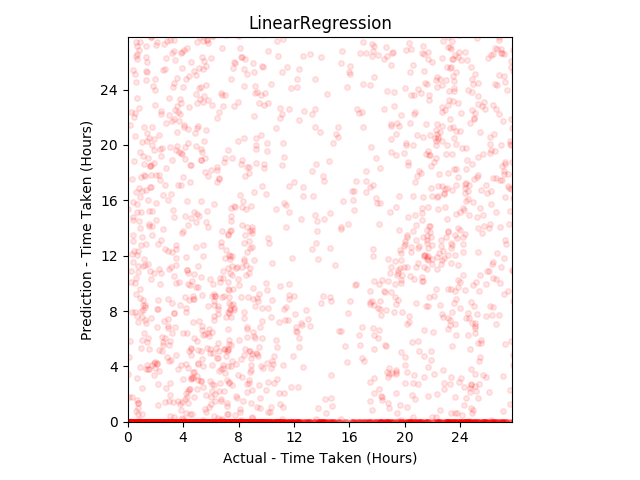 LinearRegression
Prediction - Time Taken (Hours)
24
20
16
12
8
4
0
0 4 8 12 16 20 24
Actual - Time Taken (Hours)